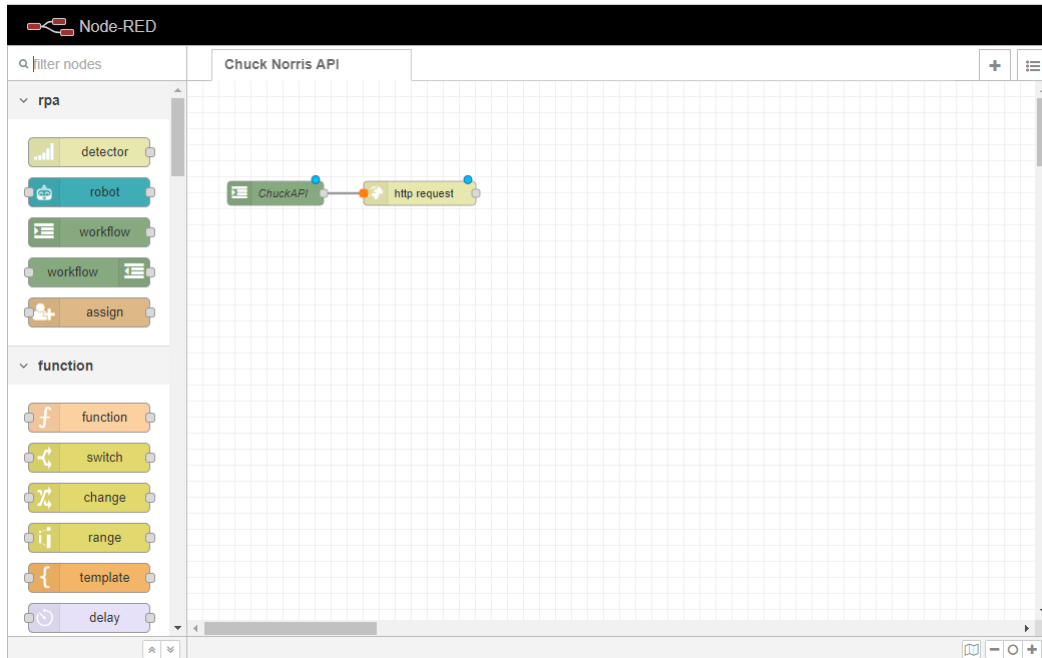 Node-RED
filter nodes
Chuck Norris API
rpa
detector
robot
workflow
workflow
assign
function
function
switch
change
range
template
delay
ChuckAPI
http request